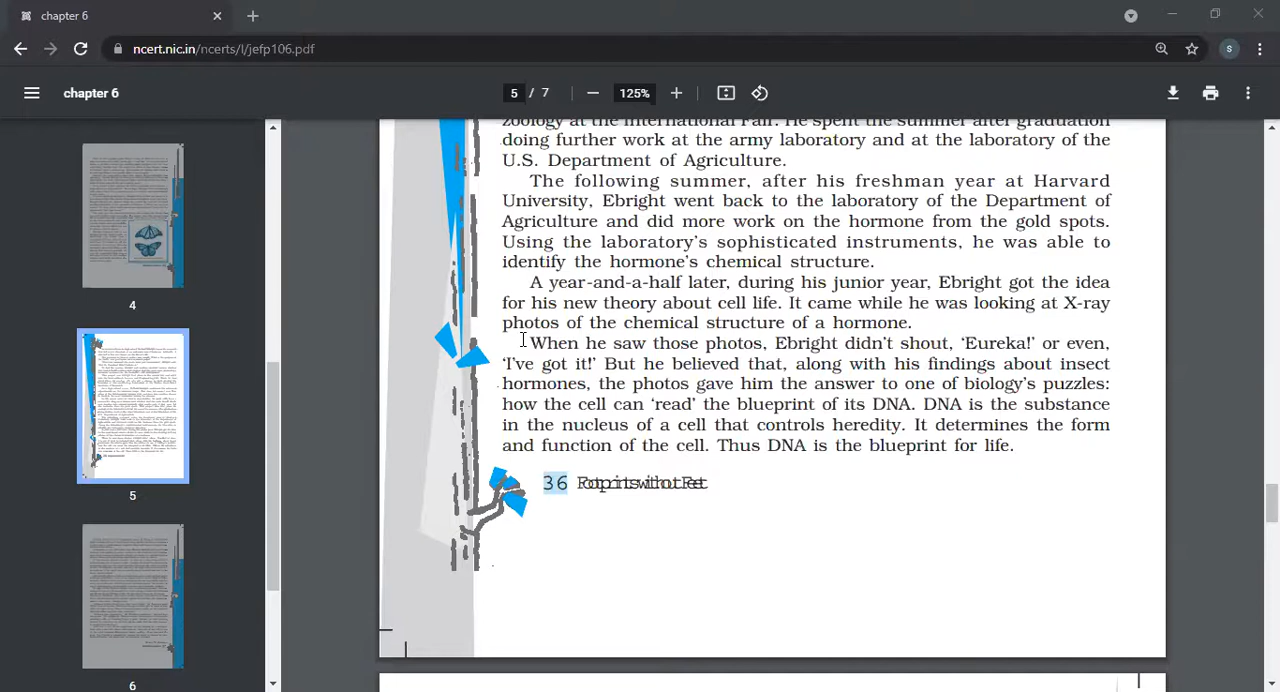 chapter 6
ncert.nic.in/ncerts/l/jefp106.pdf
s
chapter 6
5 / 7
125%
zoology at the International Fair. He spent the summer after graduation
doing further work at the army laboratory and at the laboratory of the
U.S. Department of Agriculture.
The following summer, after his freshman year at Harvard
University, Ebright went back to the laboratory of the Department of
Agriculture and did more work on the hormone from the gold spots.
Using the laboratory's sophisticated instruments, he was able to
identify the hormone's chemical structure.
A year-and-a-half later, during his junior year, Ebright got the idea
for his new theory about cell life. It came while he was looking at X-ray
photos of the chemical structure of a hormone.
When he saw those photos, Ebright didn't shout, 'Eureka!' or even,
'I've got it!' But he believed that, along with his findings about insect
hormones, the photos gave him the answer to one of biology's puzzles:
how the cell can 'read' the blueprint of its DNA. DNA is the substance
in the nucleus of a cell that controls heredity. It determines the form
and function of the cell. Thus DNA is the blueprint for life.
36
4
5
6